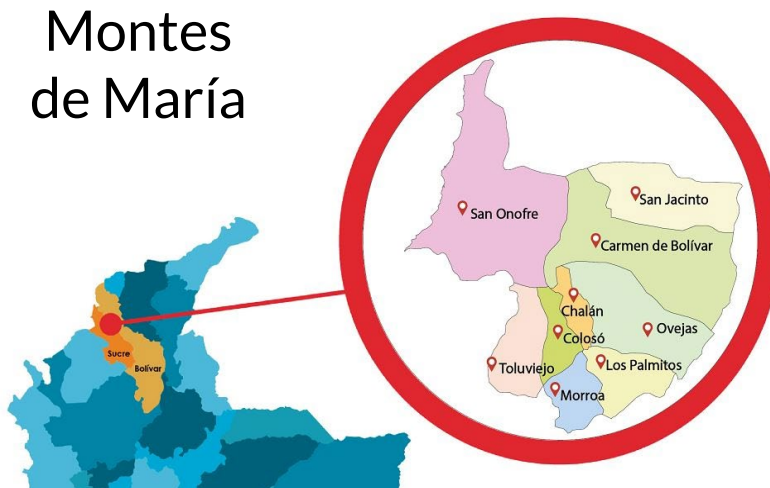 Montes
de María
San Jacinto
San Onofre
Carmen de Bolívar
Chalán
Ovejas
Colosó
Sucre
Bolívar
Toluviejo
Los Palmitos
Morroa